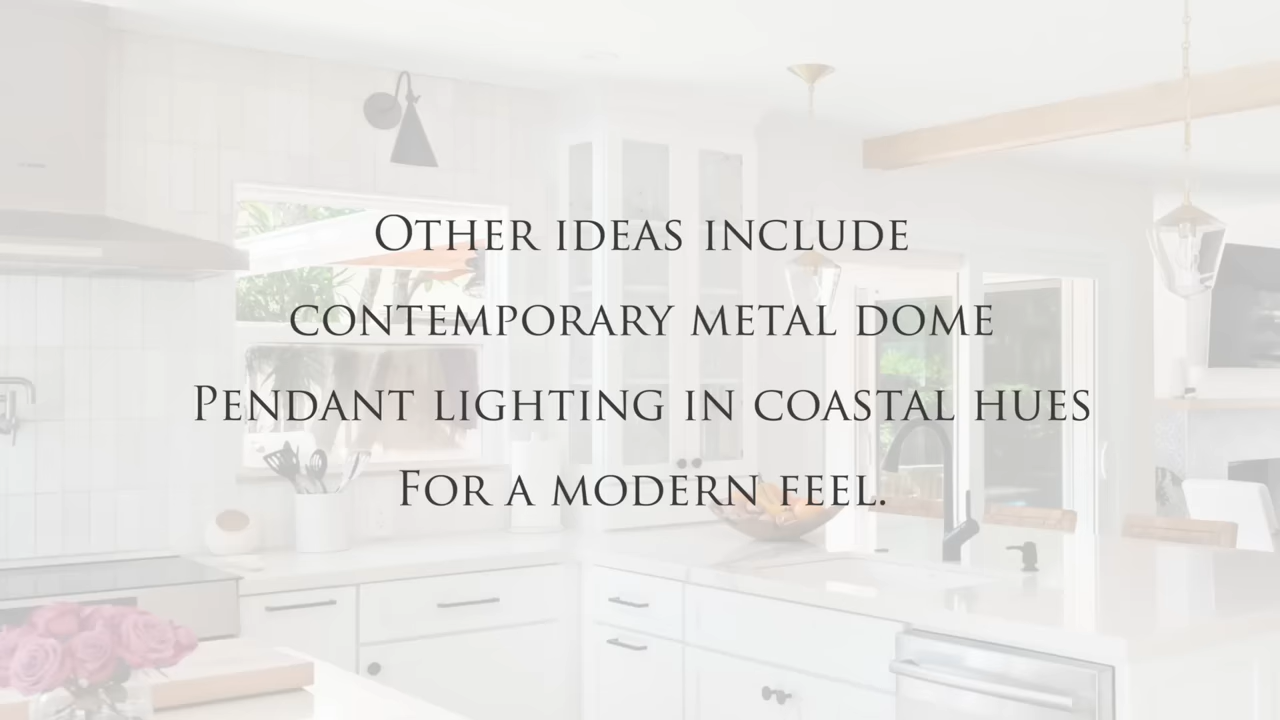 Other ideas include
contemporary metal dome
Pendant lighting in coastal hues
For a modern feel.